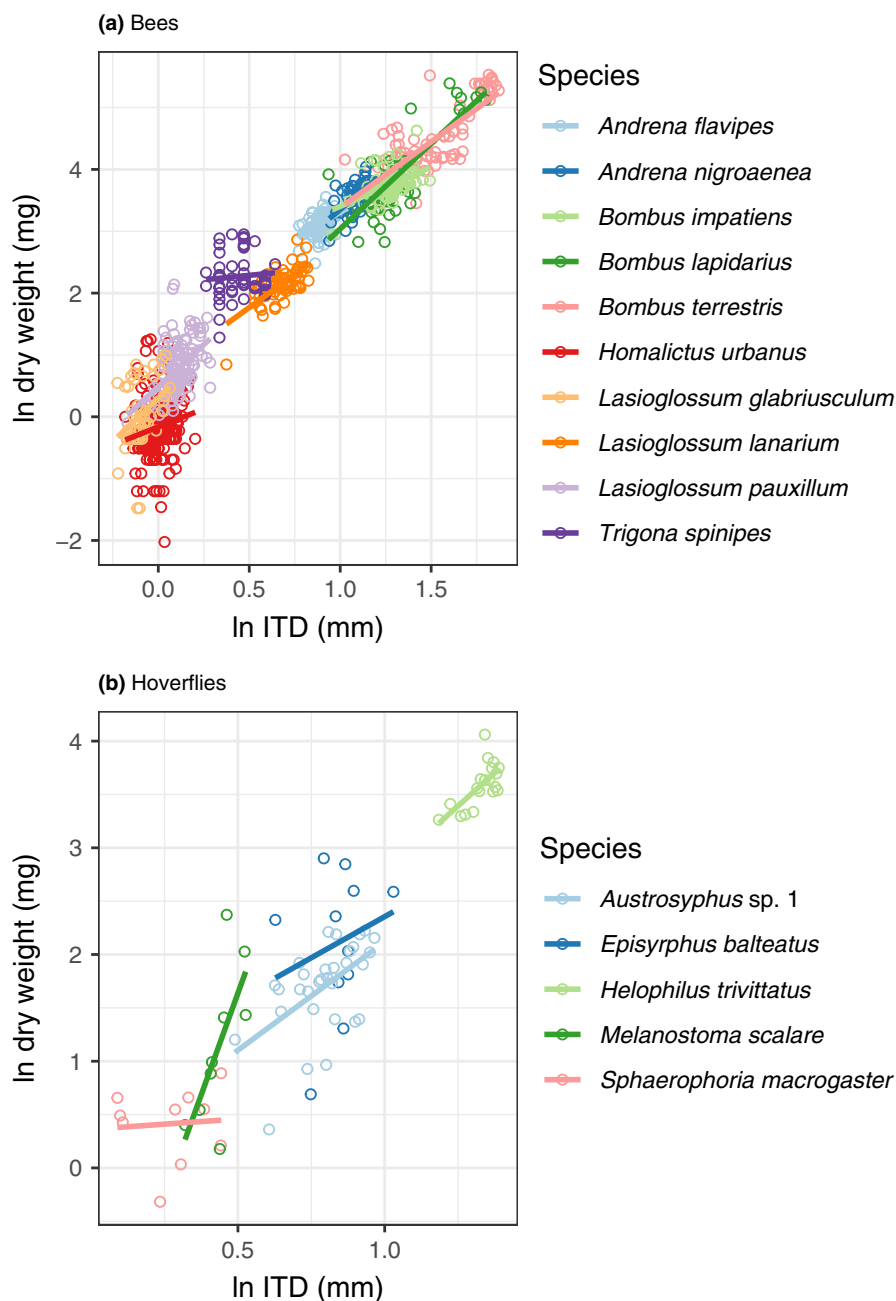 (a) Bees
ln dry weight (mg)
4
2
0
−2
0.0 0.5 1.0 1.5
ln ITD (mm)
Species
Andrena flavipes
Andrena nigroaenea
Bombus impatiens
Bombus lapidarius
Bombus terrestris
Homalictus urbanus
Lasioglossum glabriusculum
Lasioglossum lanarium
Lasioglossum pauxillum
Trigona spinipes
(b) Hoverflies
ln dry weight (mg)
4
3
2
1
0
0.5 1.0
ln ITD (mm)
Species
Austrosyphus sp. 1
Episyrphus balteatus
Helophilus trivittatus
Melanostoma scalare
Sphaerophoria macrogaster